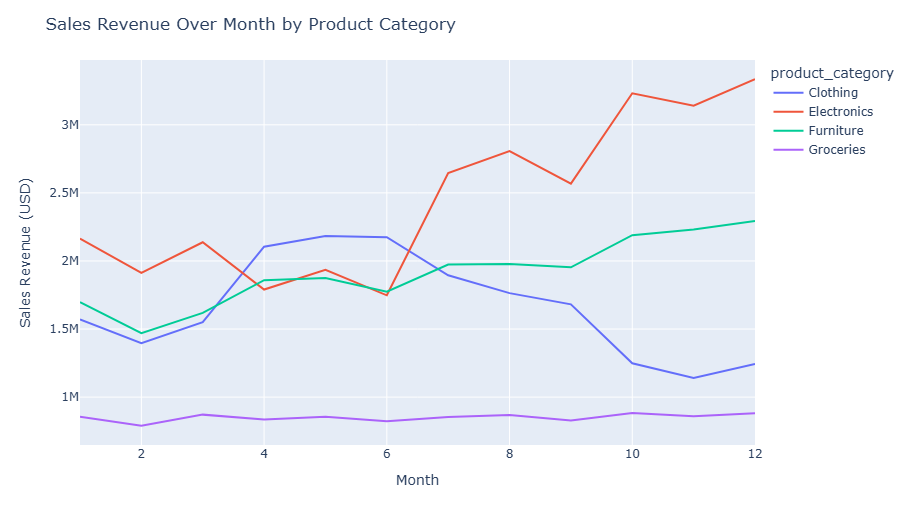 Sales Revenue Over Month by Product Category
product_category
Clothing
Electronics
Furniture
Groceries
Sales Revenue (USD)
3M
2.5M
2M
1.5M
1M
2 4 6 8 10 12
Month